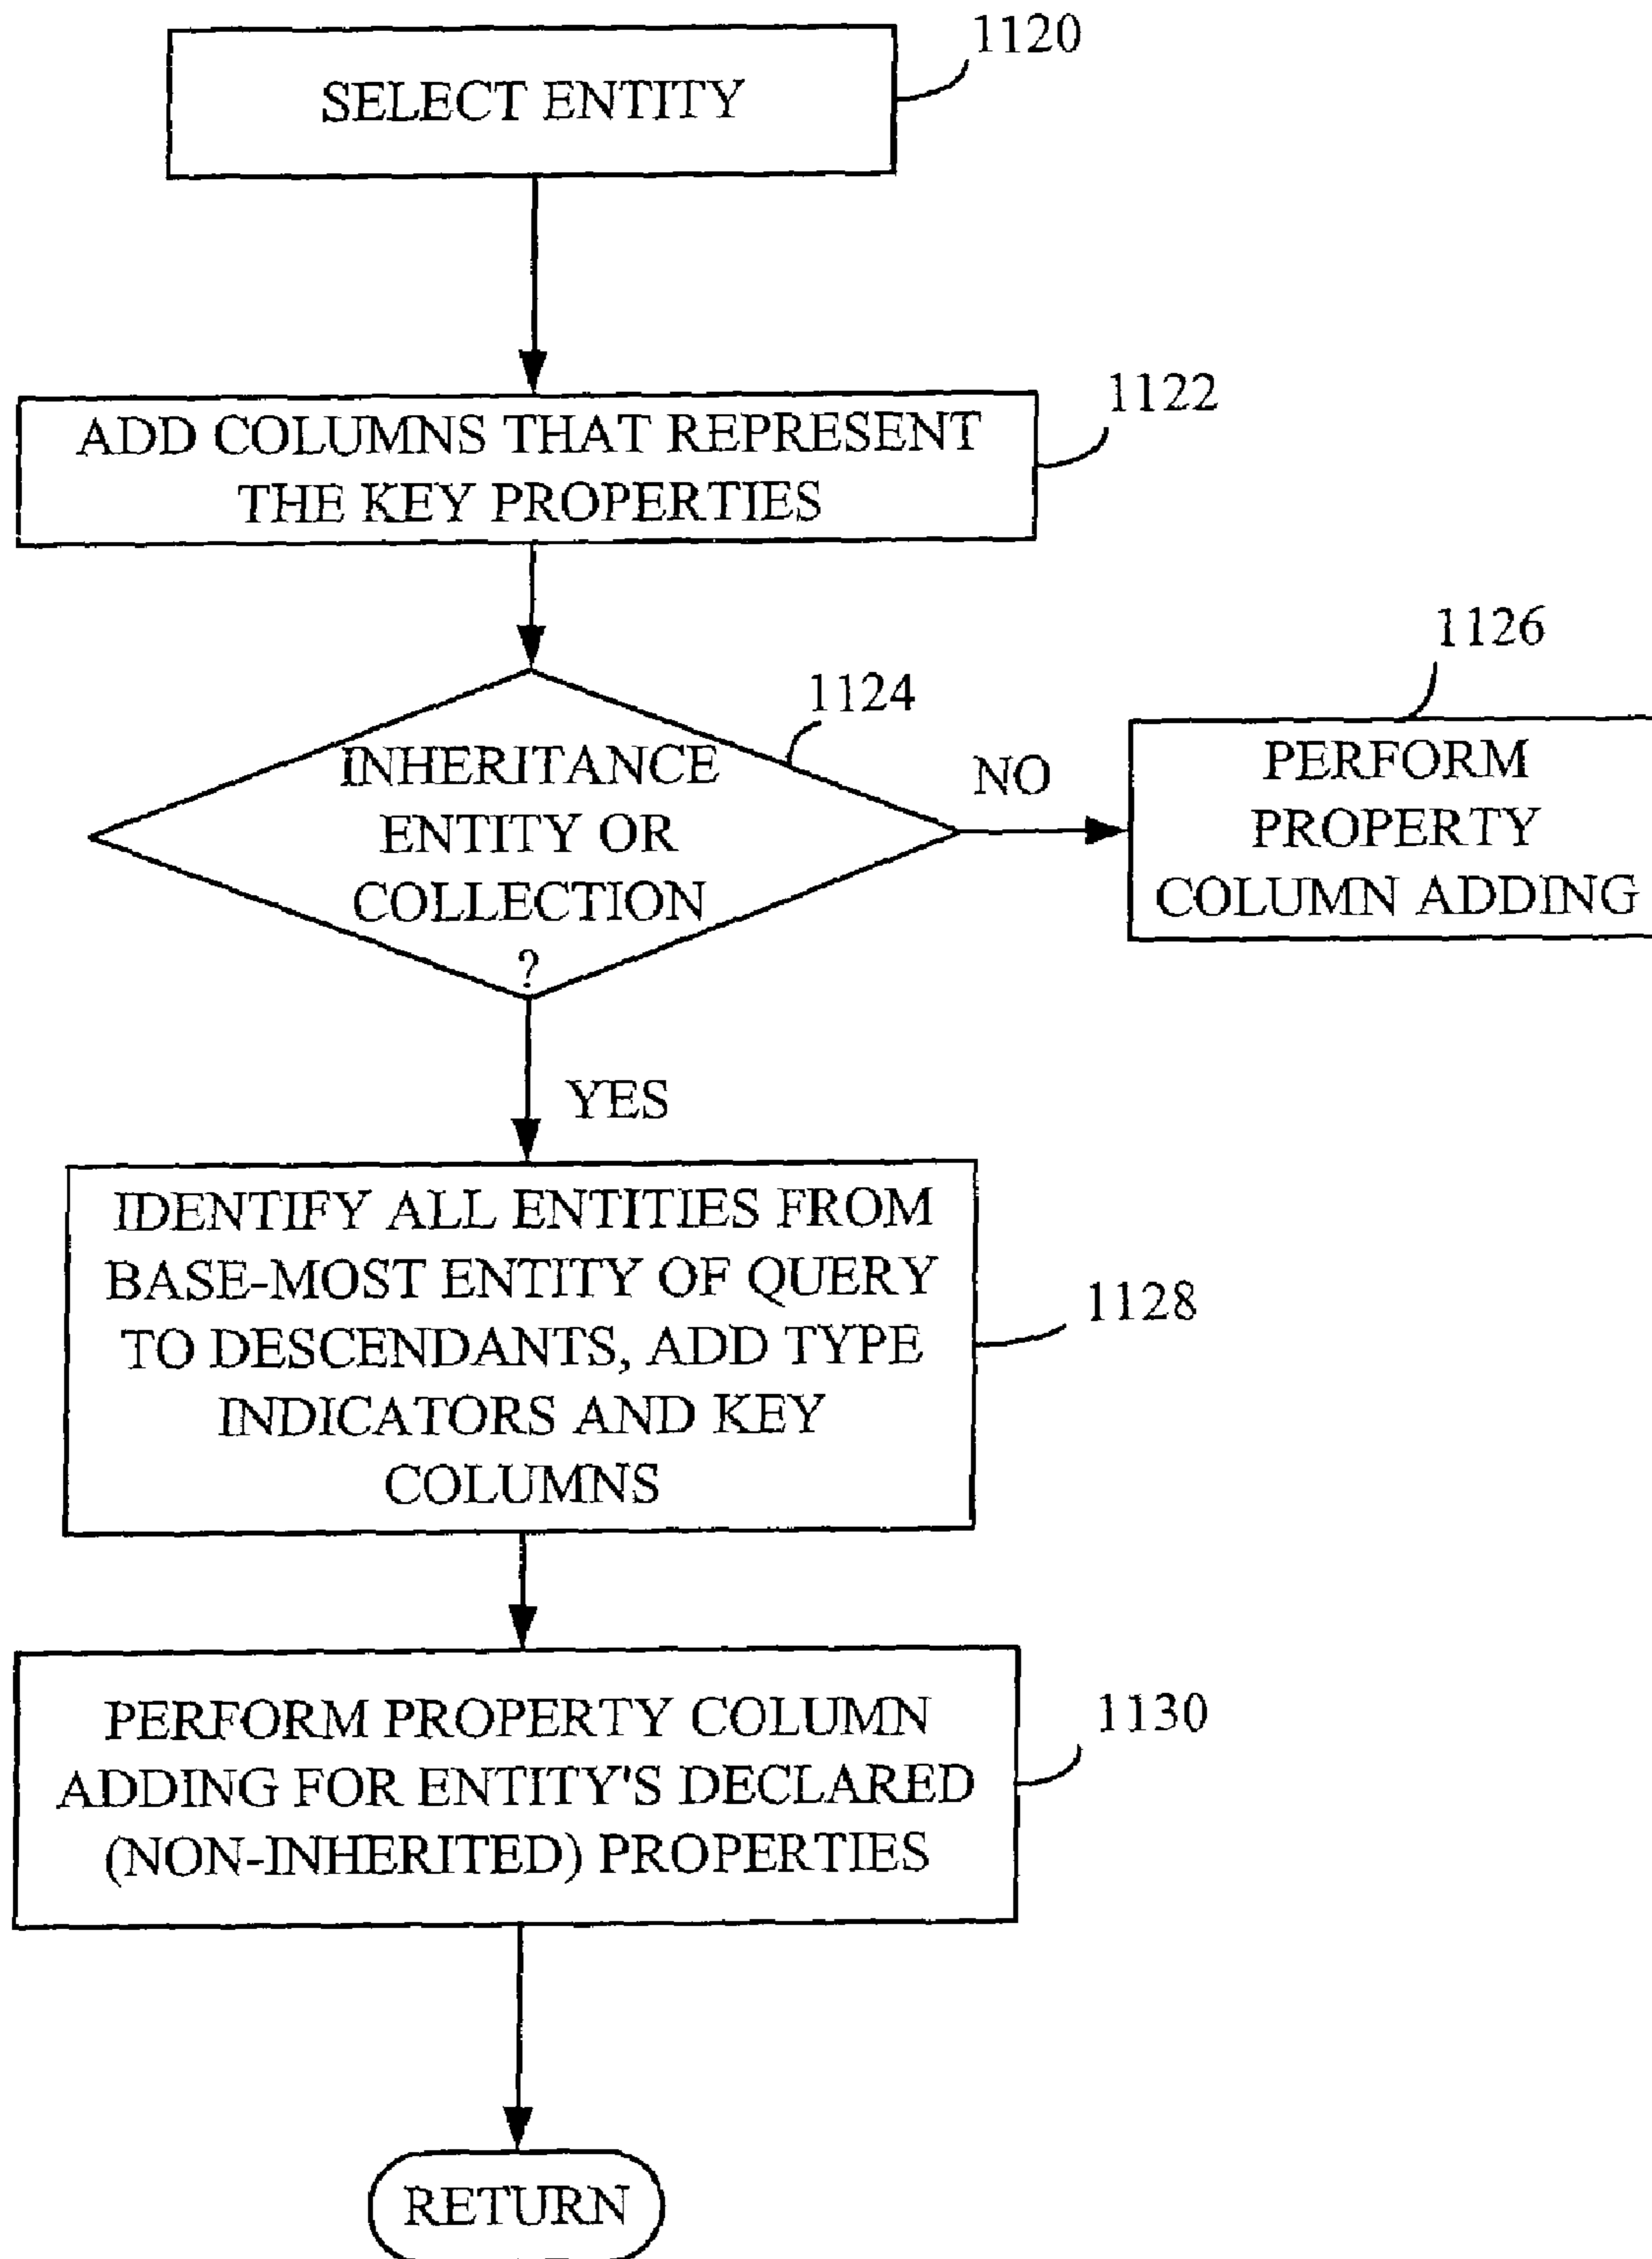 1120
SELECT ENTITY
1122
ADD COLUMNS THAT REPRESENT
THE KEY PROPERTIES
1124
INHERITANCE
ENTITY OR
COLLECTION
?
NO
1126
PERFORM
PROPERTY
COLUMN ADDING
YES
IDENTIFY ALL ENTITIES FROM
BASE-MOST ENTITY OF QUERY
TO DESCENDANTS, ADD TYPE
INDICATORS AND KEY
COLUMNS
1128
PERFORM PROPERTY COLUMN
ADDING FOR ENTITY'S DECLARED
(NON-INHERITED) PROPERTIES
1130
RETURN